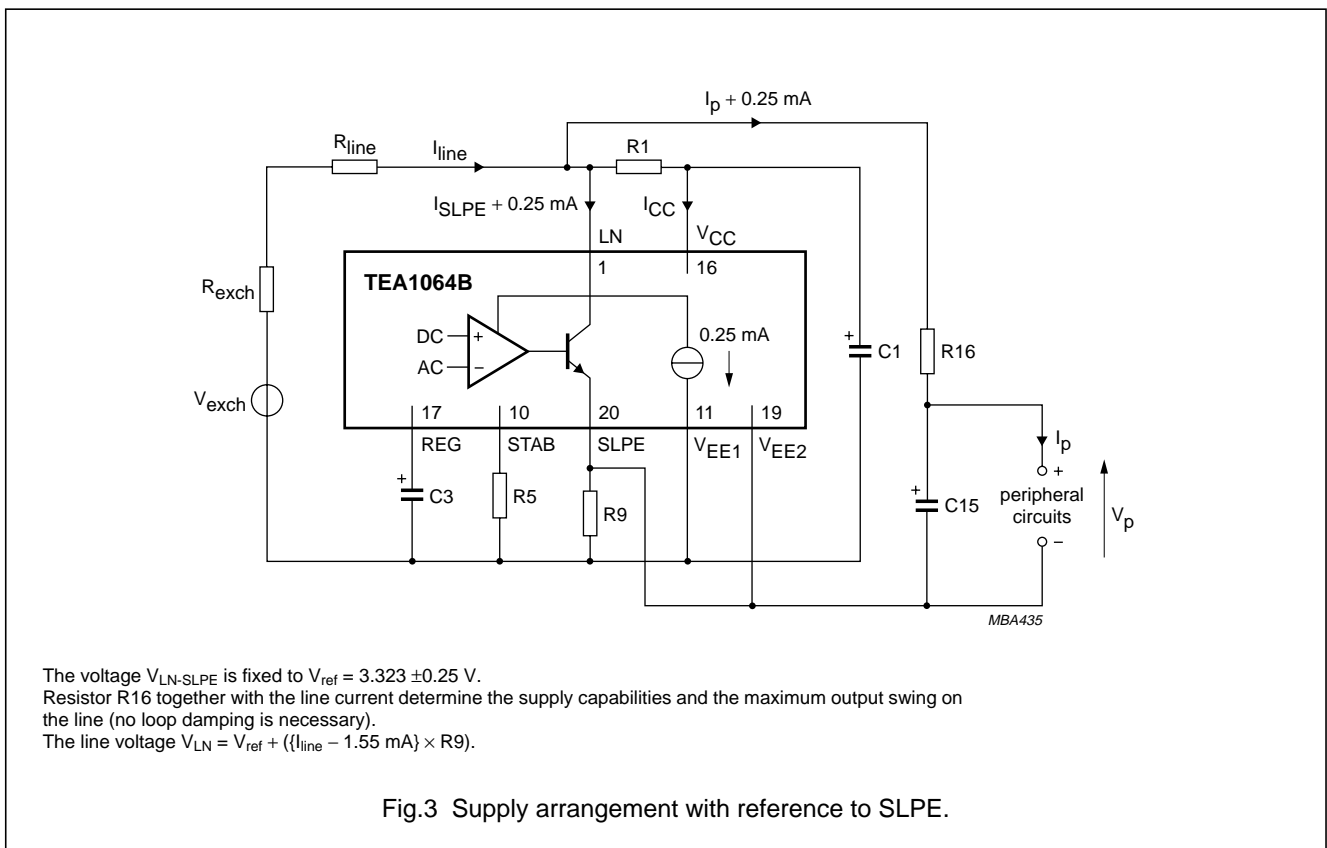 I_p + 0.25 mA
R_line
I_line
R1
I_SLPE + 0.25 mA
I_CC
LN
V_CC
1
16
TEA1064B
R_exch
DC
+
AC
−
0.25 mA
+
C1
R16
V_exch
17
10
20
11
19
REG
STAB
SLPE
V_EE1
V_EE2
I_p
+
+
C3
R5
R9
+
C15
peripheral
circuits
V_p
−
MBA435
The voltage V_LN-SLPE is fixed to V_ref = 3.323 ±0.25 V.
Resistor R16 together with the line current determine the supply capabilities and the maximum output swing on
the line (no loop damping is necessary).
The line voltage V_LN = V_ref + ({I_line − 1.55 mA} × R9).
Fig.3 Supply arrangement with reference to SLPE.